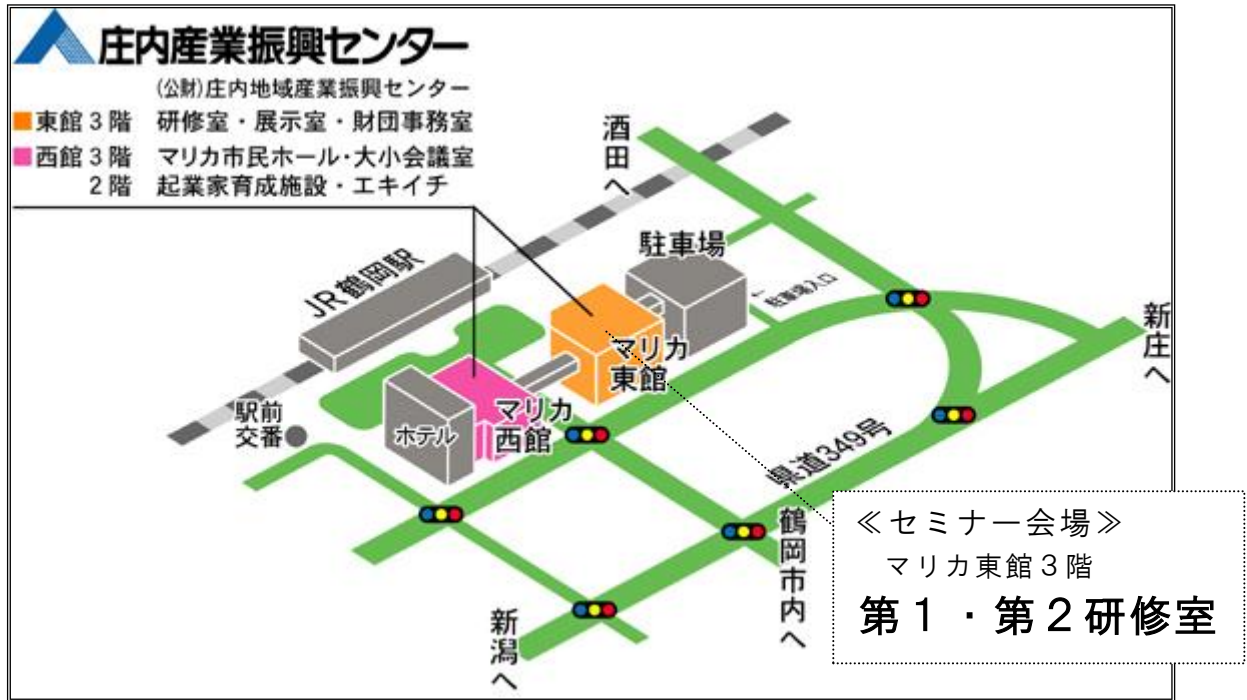 庄内産業振興センター
(公財)庄内地域産業振興センター
東館3階 研修室・展示室・財団事務室
西館3階 マリカ市民ホール・大小会議室
2階 起業家育成施設・エキイチ
酒田へ
駐車場
JR鶴岡駅
←駐車場入口
新庄へ
マリカ
東館
駅前
交番
ホテル
マリカ
西館
県道349号
鶴岡市内へ
新潟へ
≪セミナー会場≫
マリカ東館3階
第1・第2研修室